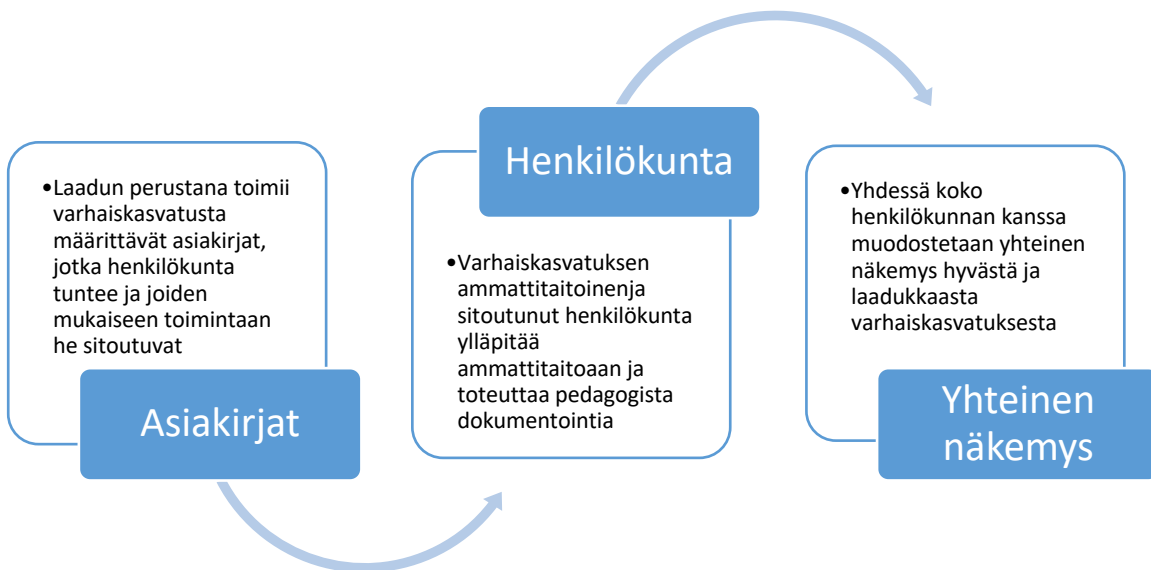 •Laadun perustana toimii
varhaiskasvatusta
määrittävät asiakirjat,
jotka henkilökunta
tuntee ja joiden
mukaiseen toimintaan
he sitoutuvat
Asiakirjat
Henkilökunta
•Varhaiskasvatuksen
ammattitaitoinenja
sitoutunut henkilökunta
ylläpitää
ammattitaitoaan ja
toteuttaa pedagogista
dokumentointia
•Yhdessä koko
henkilökunnan kanssa
muodostetaan yhteinen
näkemys hyvästä ja
laadukkaasta
varhaiskasvatuksesta
Yhteinen
näkemys